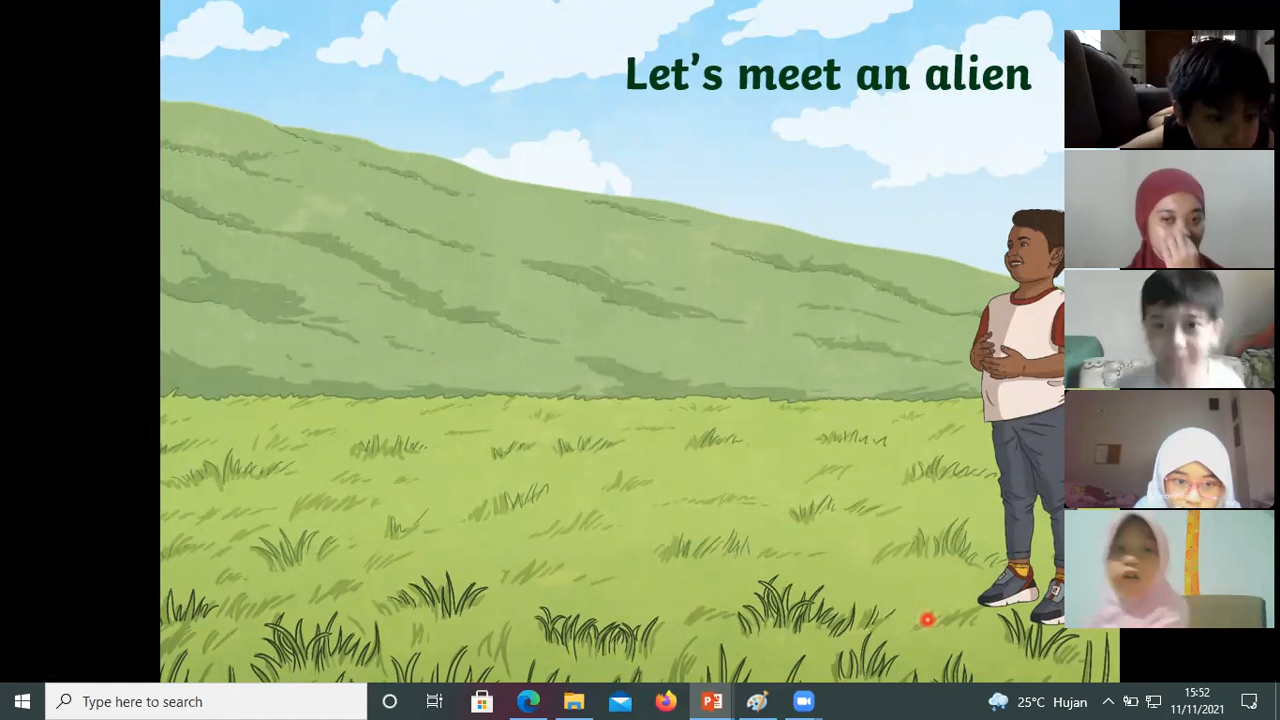 Let's meet an alien
Type here to search
25°C Hujan
15:52
11/11/2021